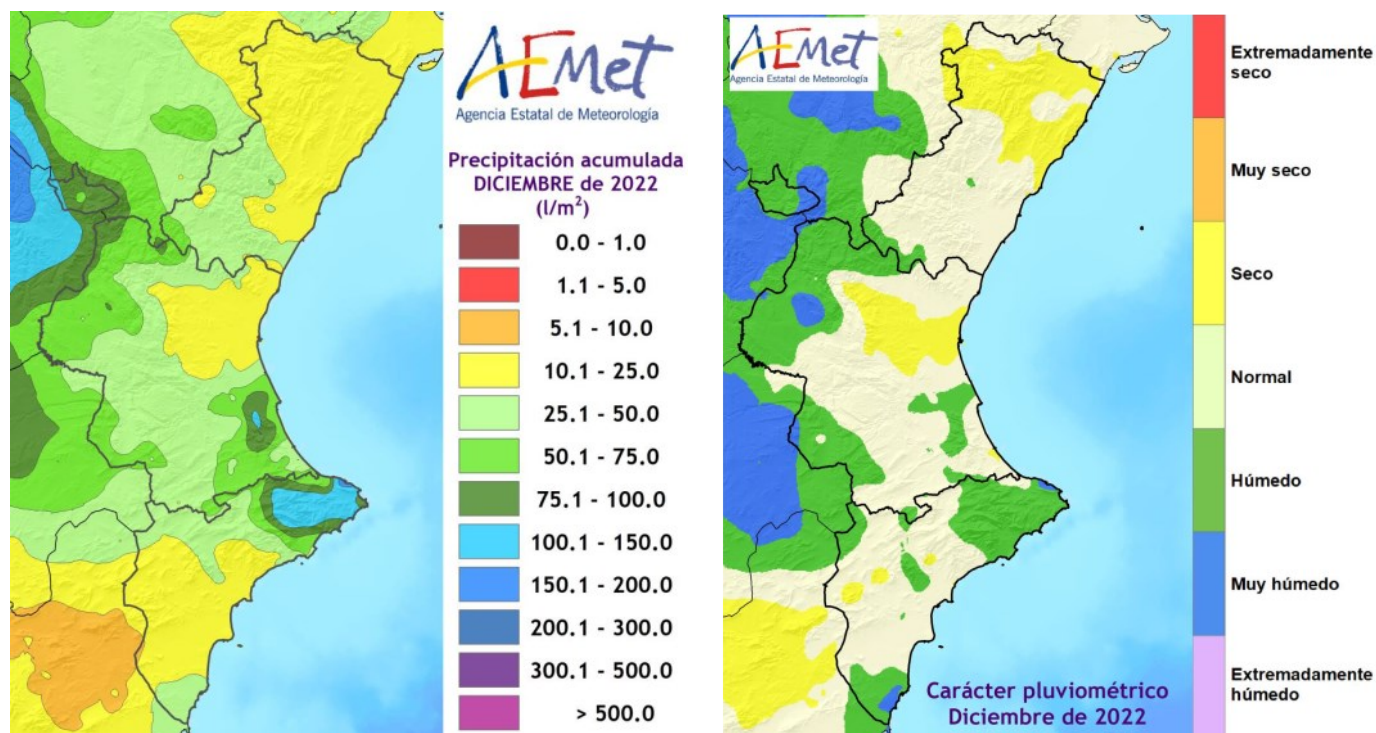 AEMet
Agencia Estatal de Meteorología
Precipitación acumulada
DICIEMBRE de 2022
(l/m²)
0.0 - 1.0
1.1 - 5.0
5.1 - 10.0
10.1 - 25.0
25.1 - 50.0
50.1 - 75.0
75.1 - 100.0
100.1 - 150.0
150.1 - 200.0
200.1 - 300.0
300.1 - 500.0
> 500.0
AEMet
Agencia Estatal de Meteorología
Carácter pluviométrico
Diciembre de 2022
Extremadamente
seco
Muy seco
Seco
Normal
Húmedo
Muy húmedo
Extremadamente
húmedo